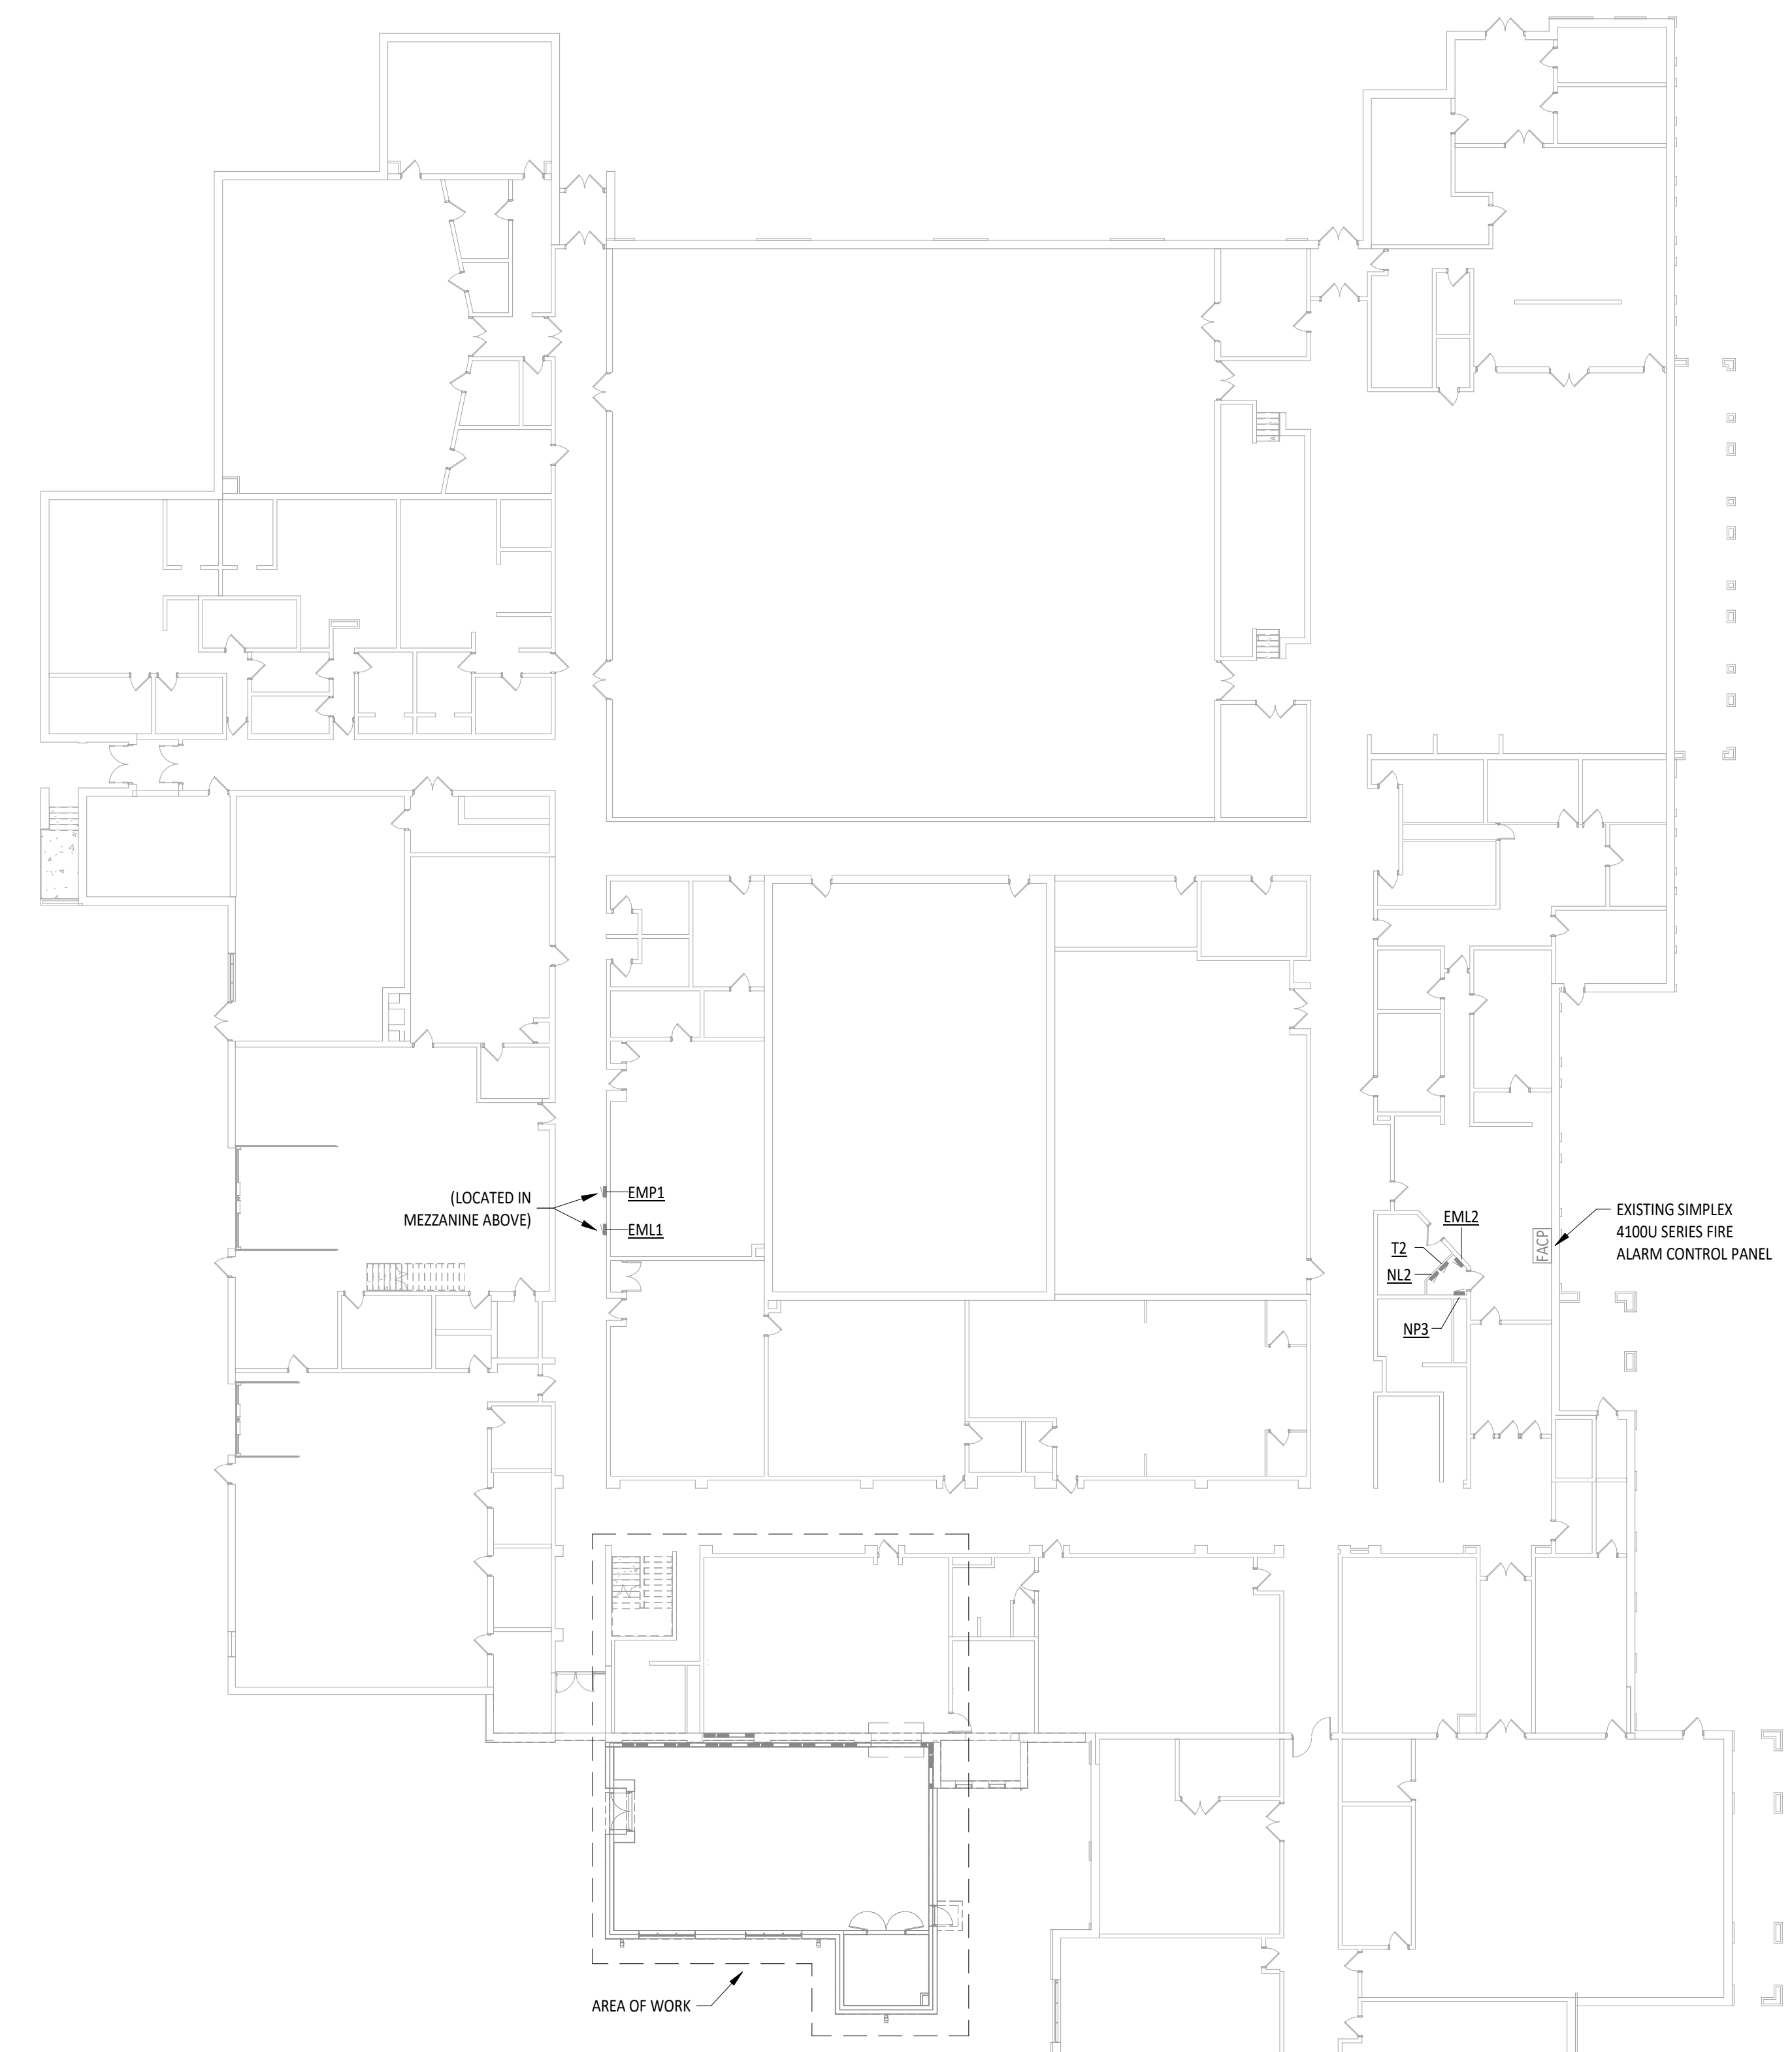 (LOCATED IN
MEZZANINE ABOVE)
EMP1
EML1
EML2
T2
NL2
NP3
FACP
EXISTING SIMPLEX
4100U SERIES FIRE
ALARM CONTROL PANEL
AREA OF WORK